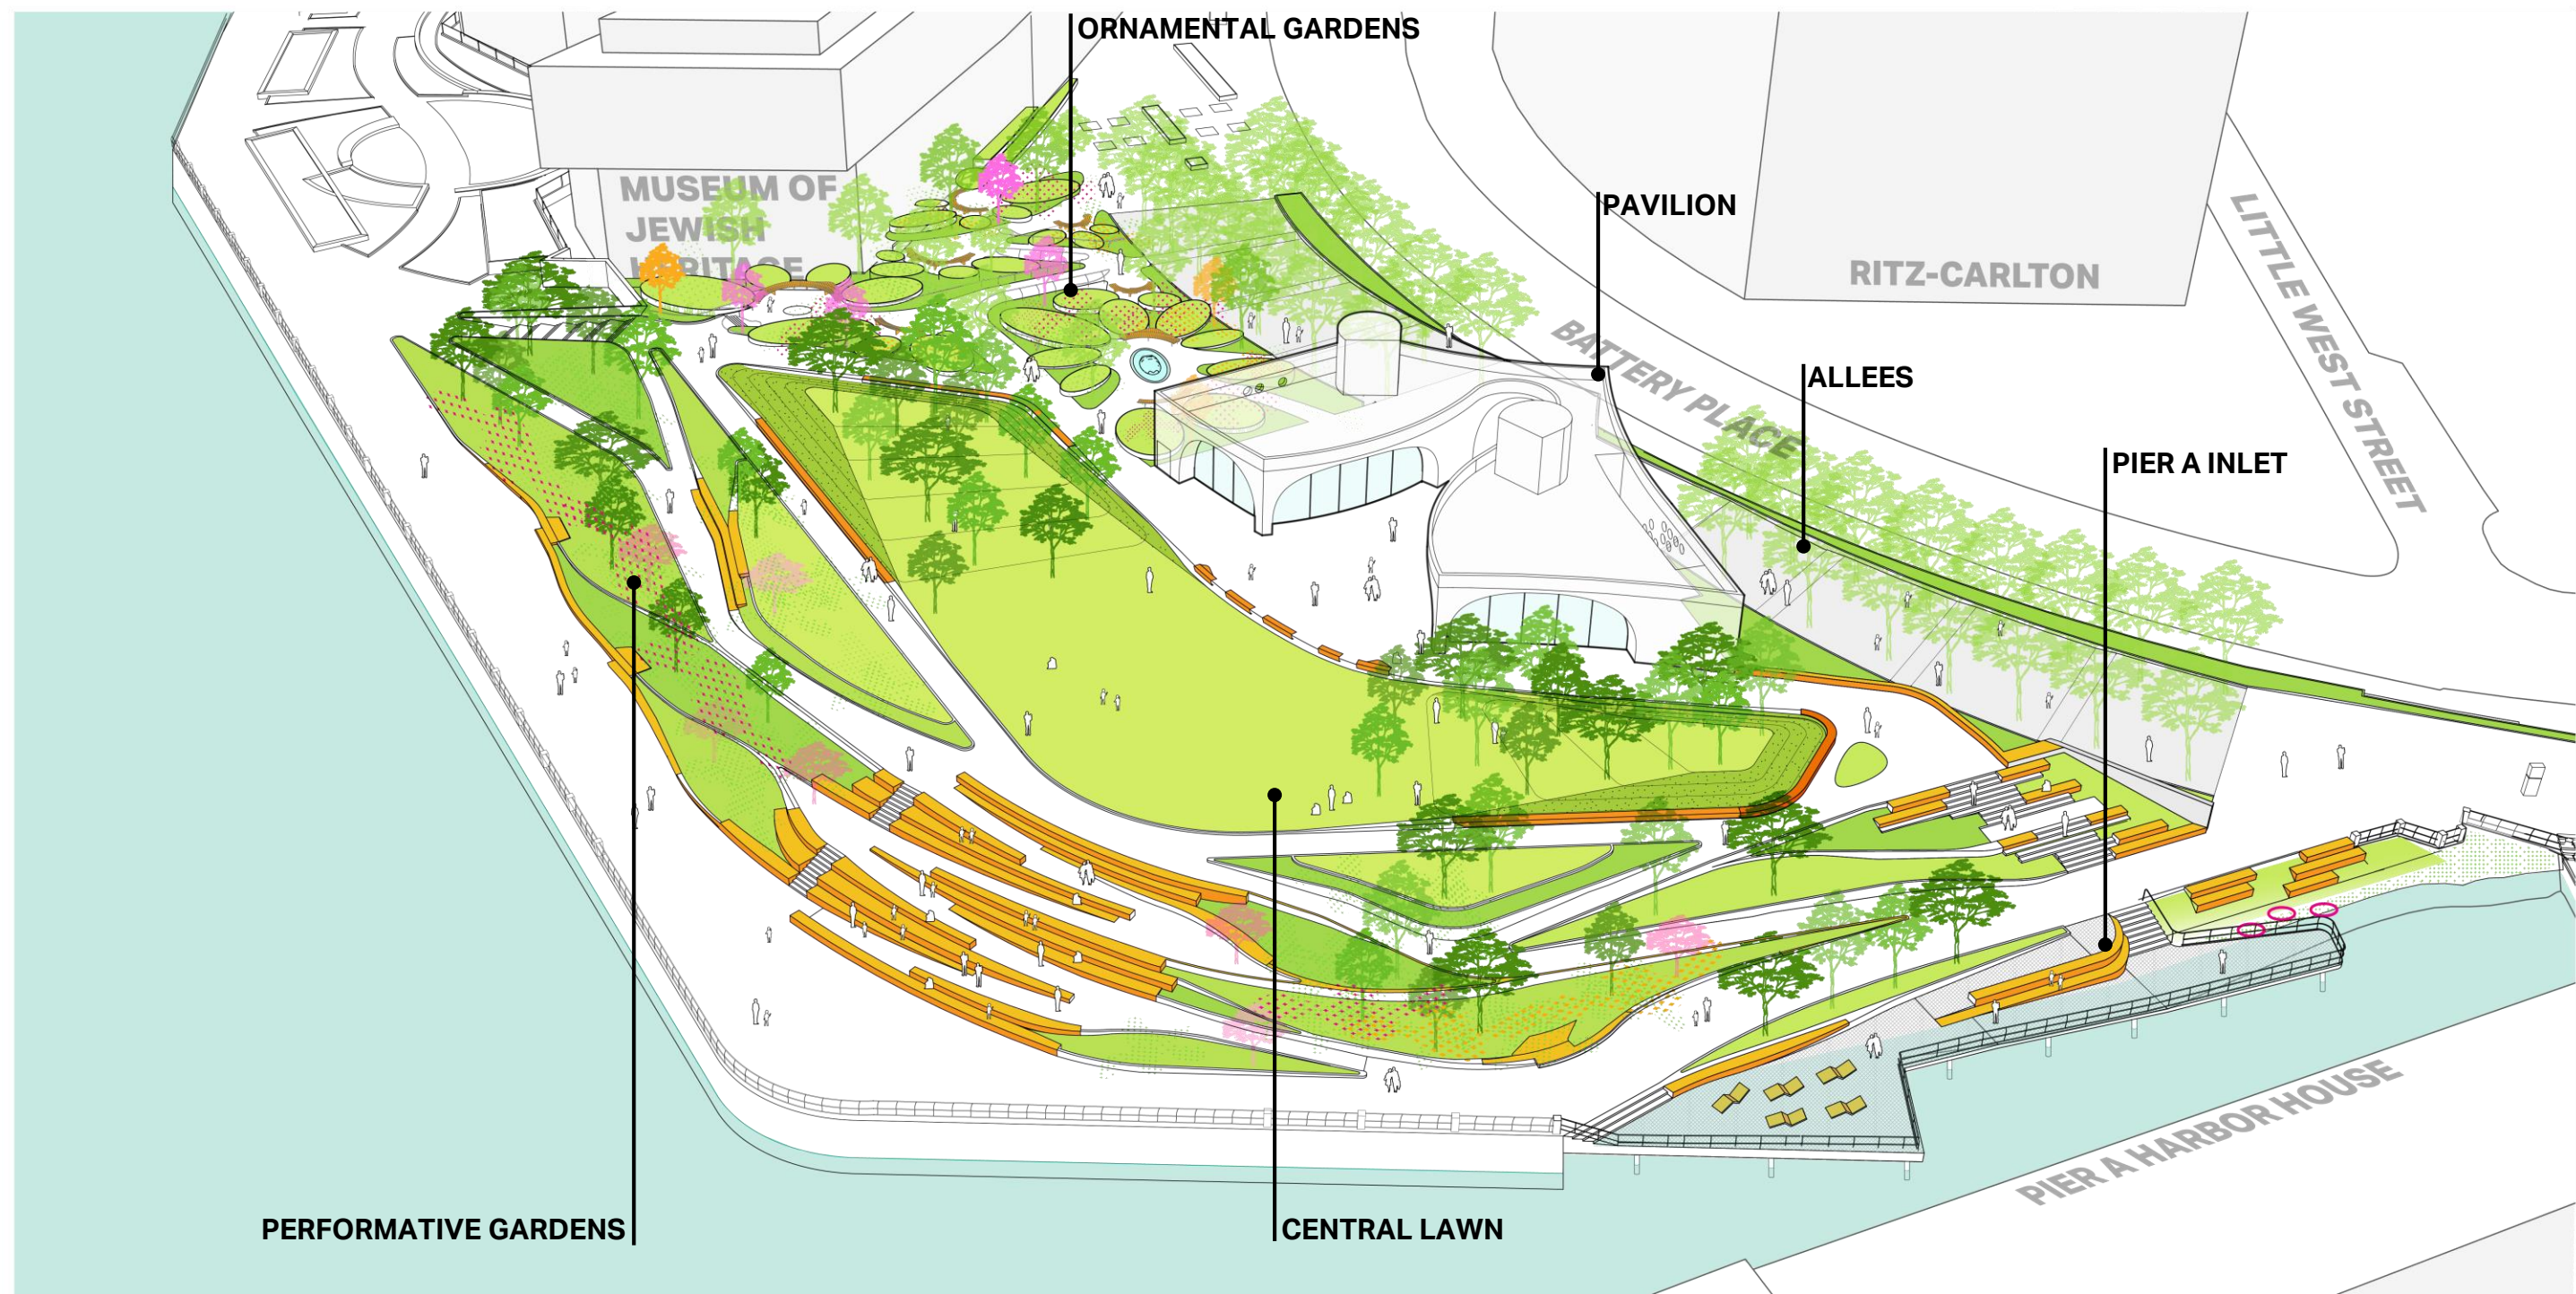 ORNAMENTAL GARDENS
MUSEUM OF
JEWISH
HERITAGE
PAVILION
RITZ-CARLTON
LITTLE WEST STREET
BATTERY PLACE
ALLEES
PIER A INLET
PIER A HARBOR HOUSE
PERFORMATIVE GARDENS
CENTRAL LAWN